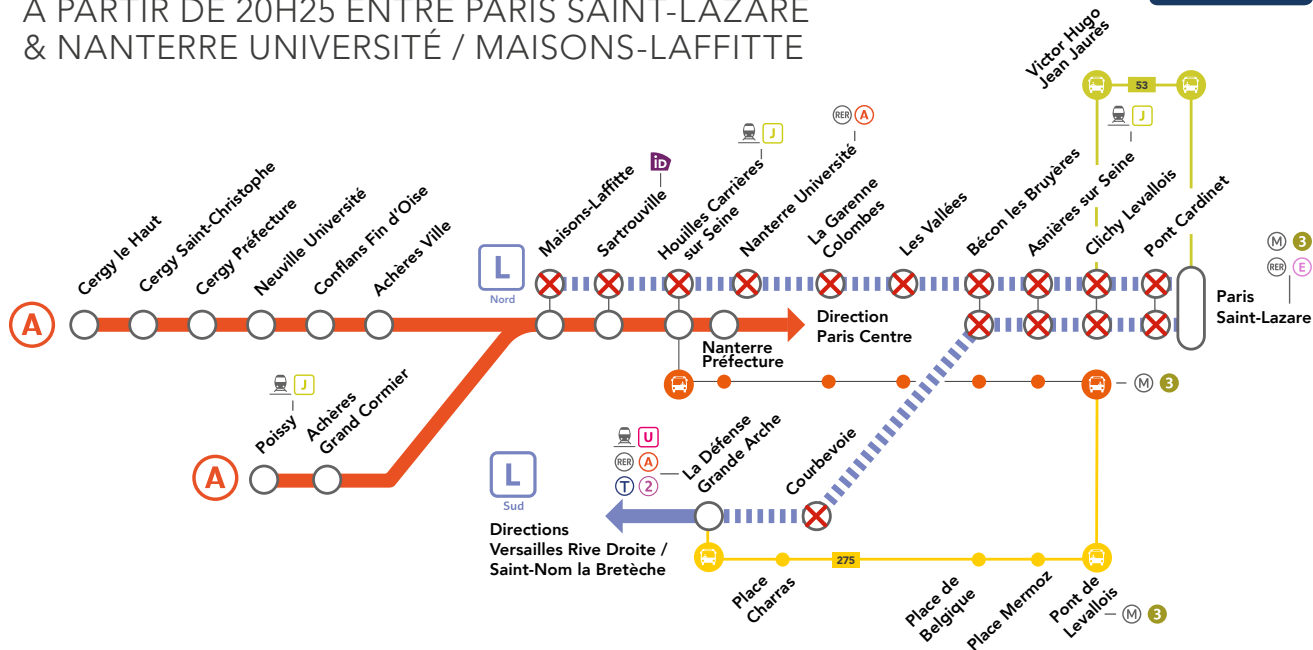 À PARTIR DE 20H25 ENTRE PARIS SAINT-LAZARE
& NANTERRE UNIVERSITÉ / MAISONS-LAFFITTE
Victor Hugo
Jean Jaurès
53
J
RER A
J
iD
Cergy le Haut
Cergy Saint-Christophe
Cergy Préfecture
Neuville Université
Conflans Fin d'Oise
Achères Ville
L
Nord
Maisons-Laffitte
Sartrouville
Houilles Carrières
sur Seine
Nanterre Université
La Garenne
Colombes
Les Vallées
Bécon les Bruyères
Asnières sur Seine
Clichy Levallois
Pont Cardinet
M 3
RER E
Paris
Saint-Lazare
A
Direction
Paris Centre
Nanterre
Préfecture
M 3
J
Poissy
Achères
Grand Cormier
A
U
RER A
T 2
La Défense
Grande Arche
Courbevoie
L
Sud
Directions
Versailles Rive Droite /
Saint-Nom la Bretèche
275
Place
Charras
Place de
Belgique
Place Mermoz
Pont de
Levallois
M 3